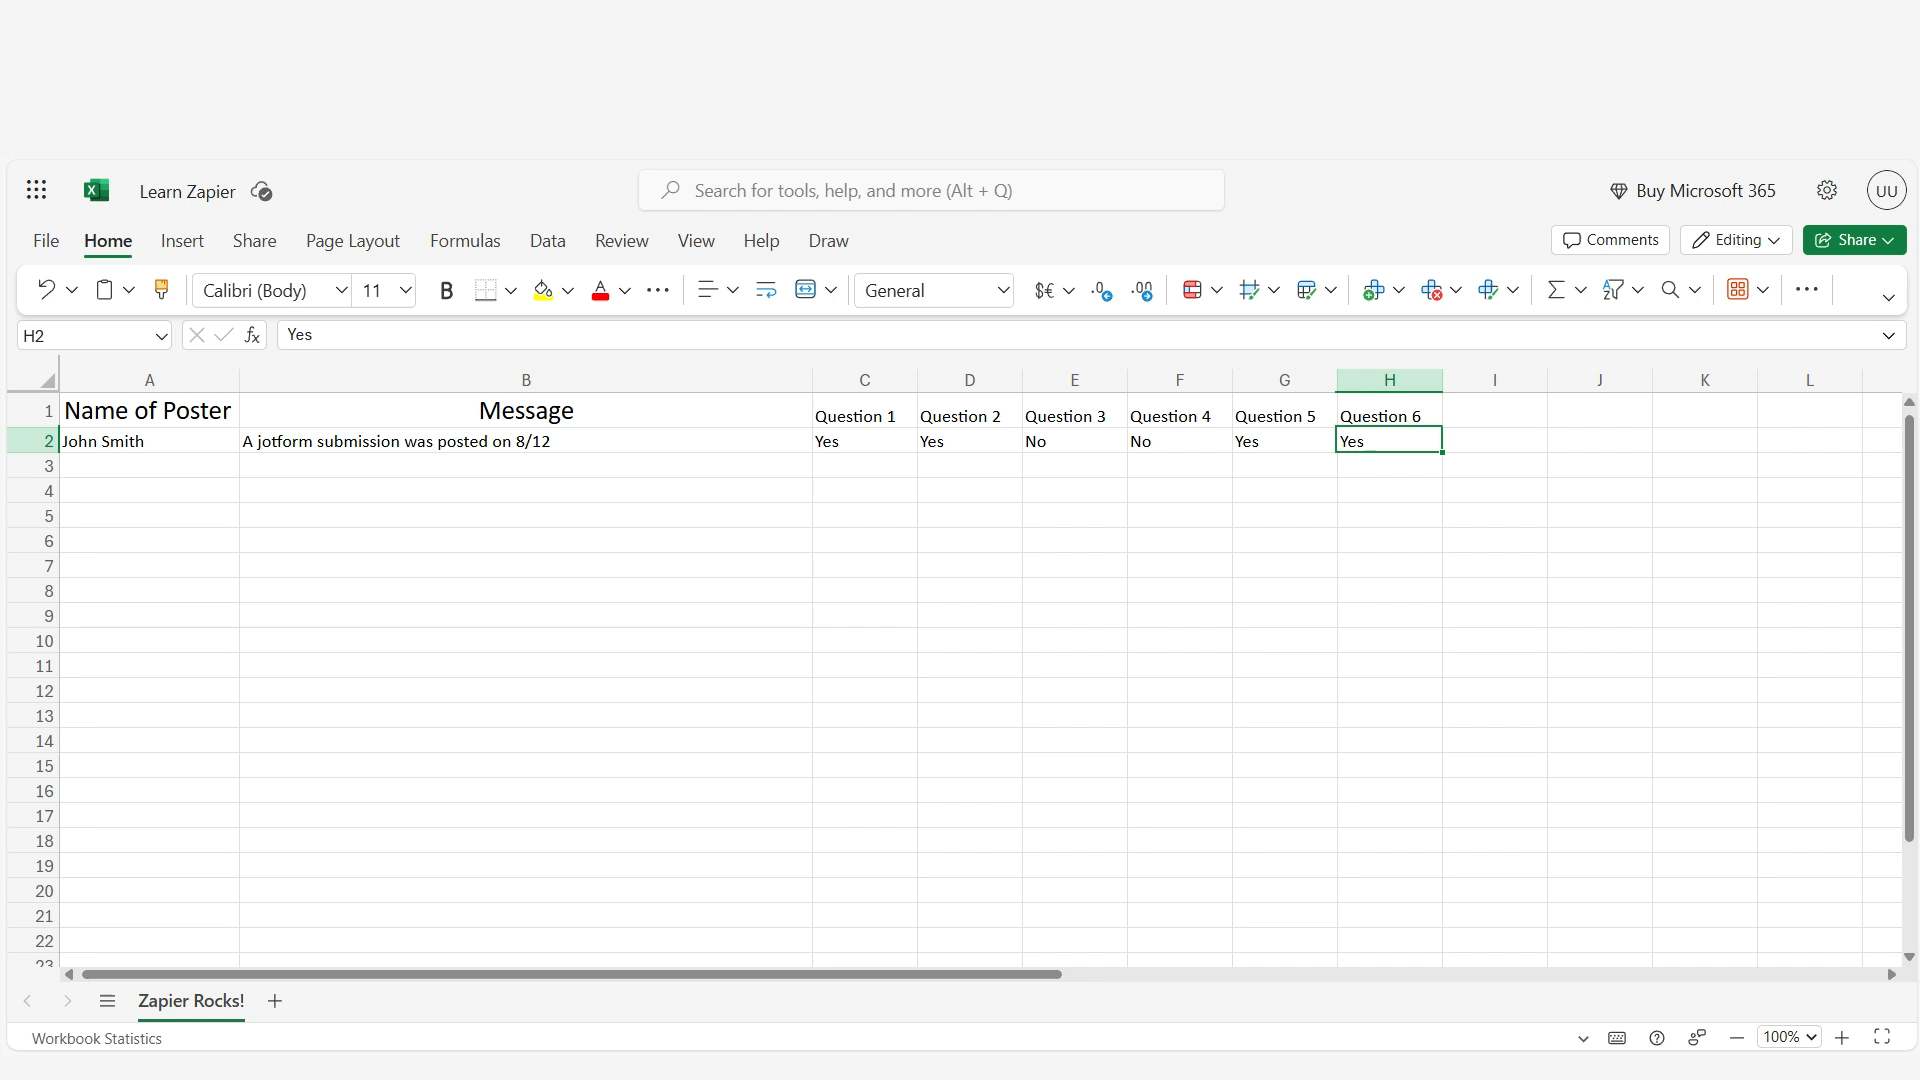 Learn Zapier
Search for tools, help, and more (Alt + Q)
Buy Microsoft 365
UU
File Home Insert Share Page Layout Formulas Data Review View Help Draw
Comments Editing Share
Calibri (Body) 11 B A General $€ .0 .00
H2 fx Yes
A B C D E F G H I J K L
1 Name of Poster Message Question 1 Question 2 Question 3 Question 4 Question 5 Question 6
2 John Smith A jotform submission was posted on 8/12 Yes Yes No No Yes Yes
3
4
5
6
7
8
9
10
11
12
13
14
15
16
17
18
19
20
21
22
23
Zapier Rocks!
Workbook Statistics
100%